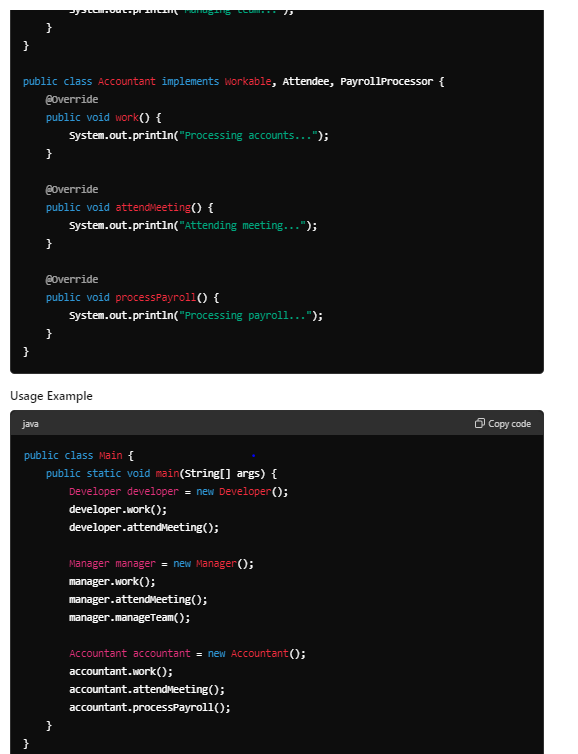 System.out.println("Managing team...");
    }
}

public class Accountant implements Workable, Attendee, PayrollProcessor {
    @Override
    public void work() {
        System.out.println("Processing accounts...");
    }

    @Override
    public void attendMeeting() {
        System.out.println("Attending meeting...");
    }

    @Override
    public void processPayroll() {
        System.out.println("Processing payroll...");
    }
}
Usage Example
java
Copy code
public class Main {
    public static void main(String[] args) {
        Developer developer = new Developer();
        developer.work();
        developer.attendMeeting();

        Manager manager = new Manager();
        manager.work();
        manager.attendMeeting();
        manager.manageTeam();

        Accountant accountant = new Accountant();
        accountant.work();
        accountant.attendMeeting();
        accountant.processPayroll();
    }
}